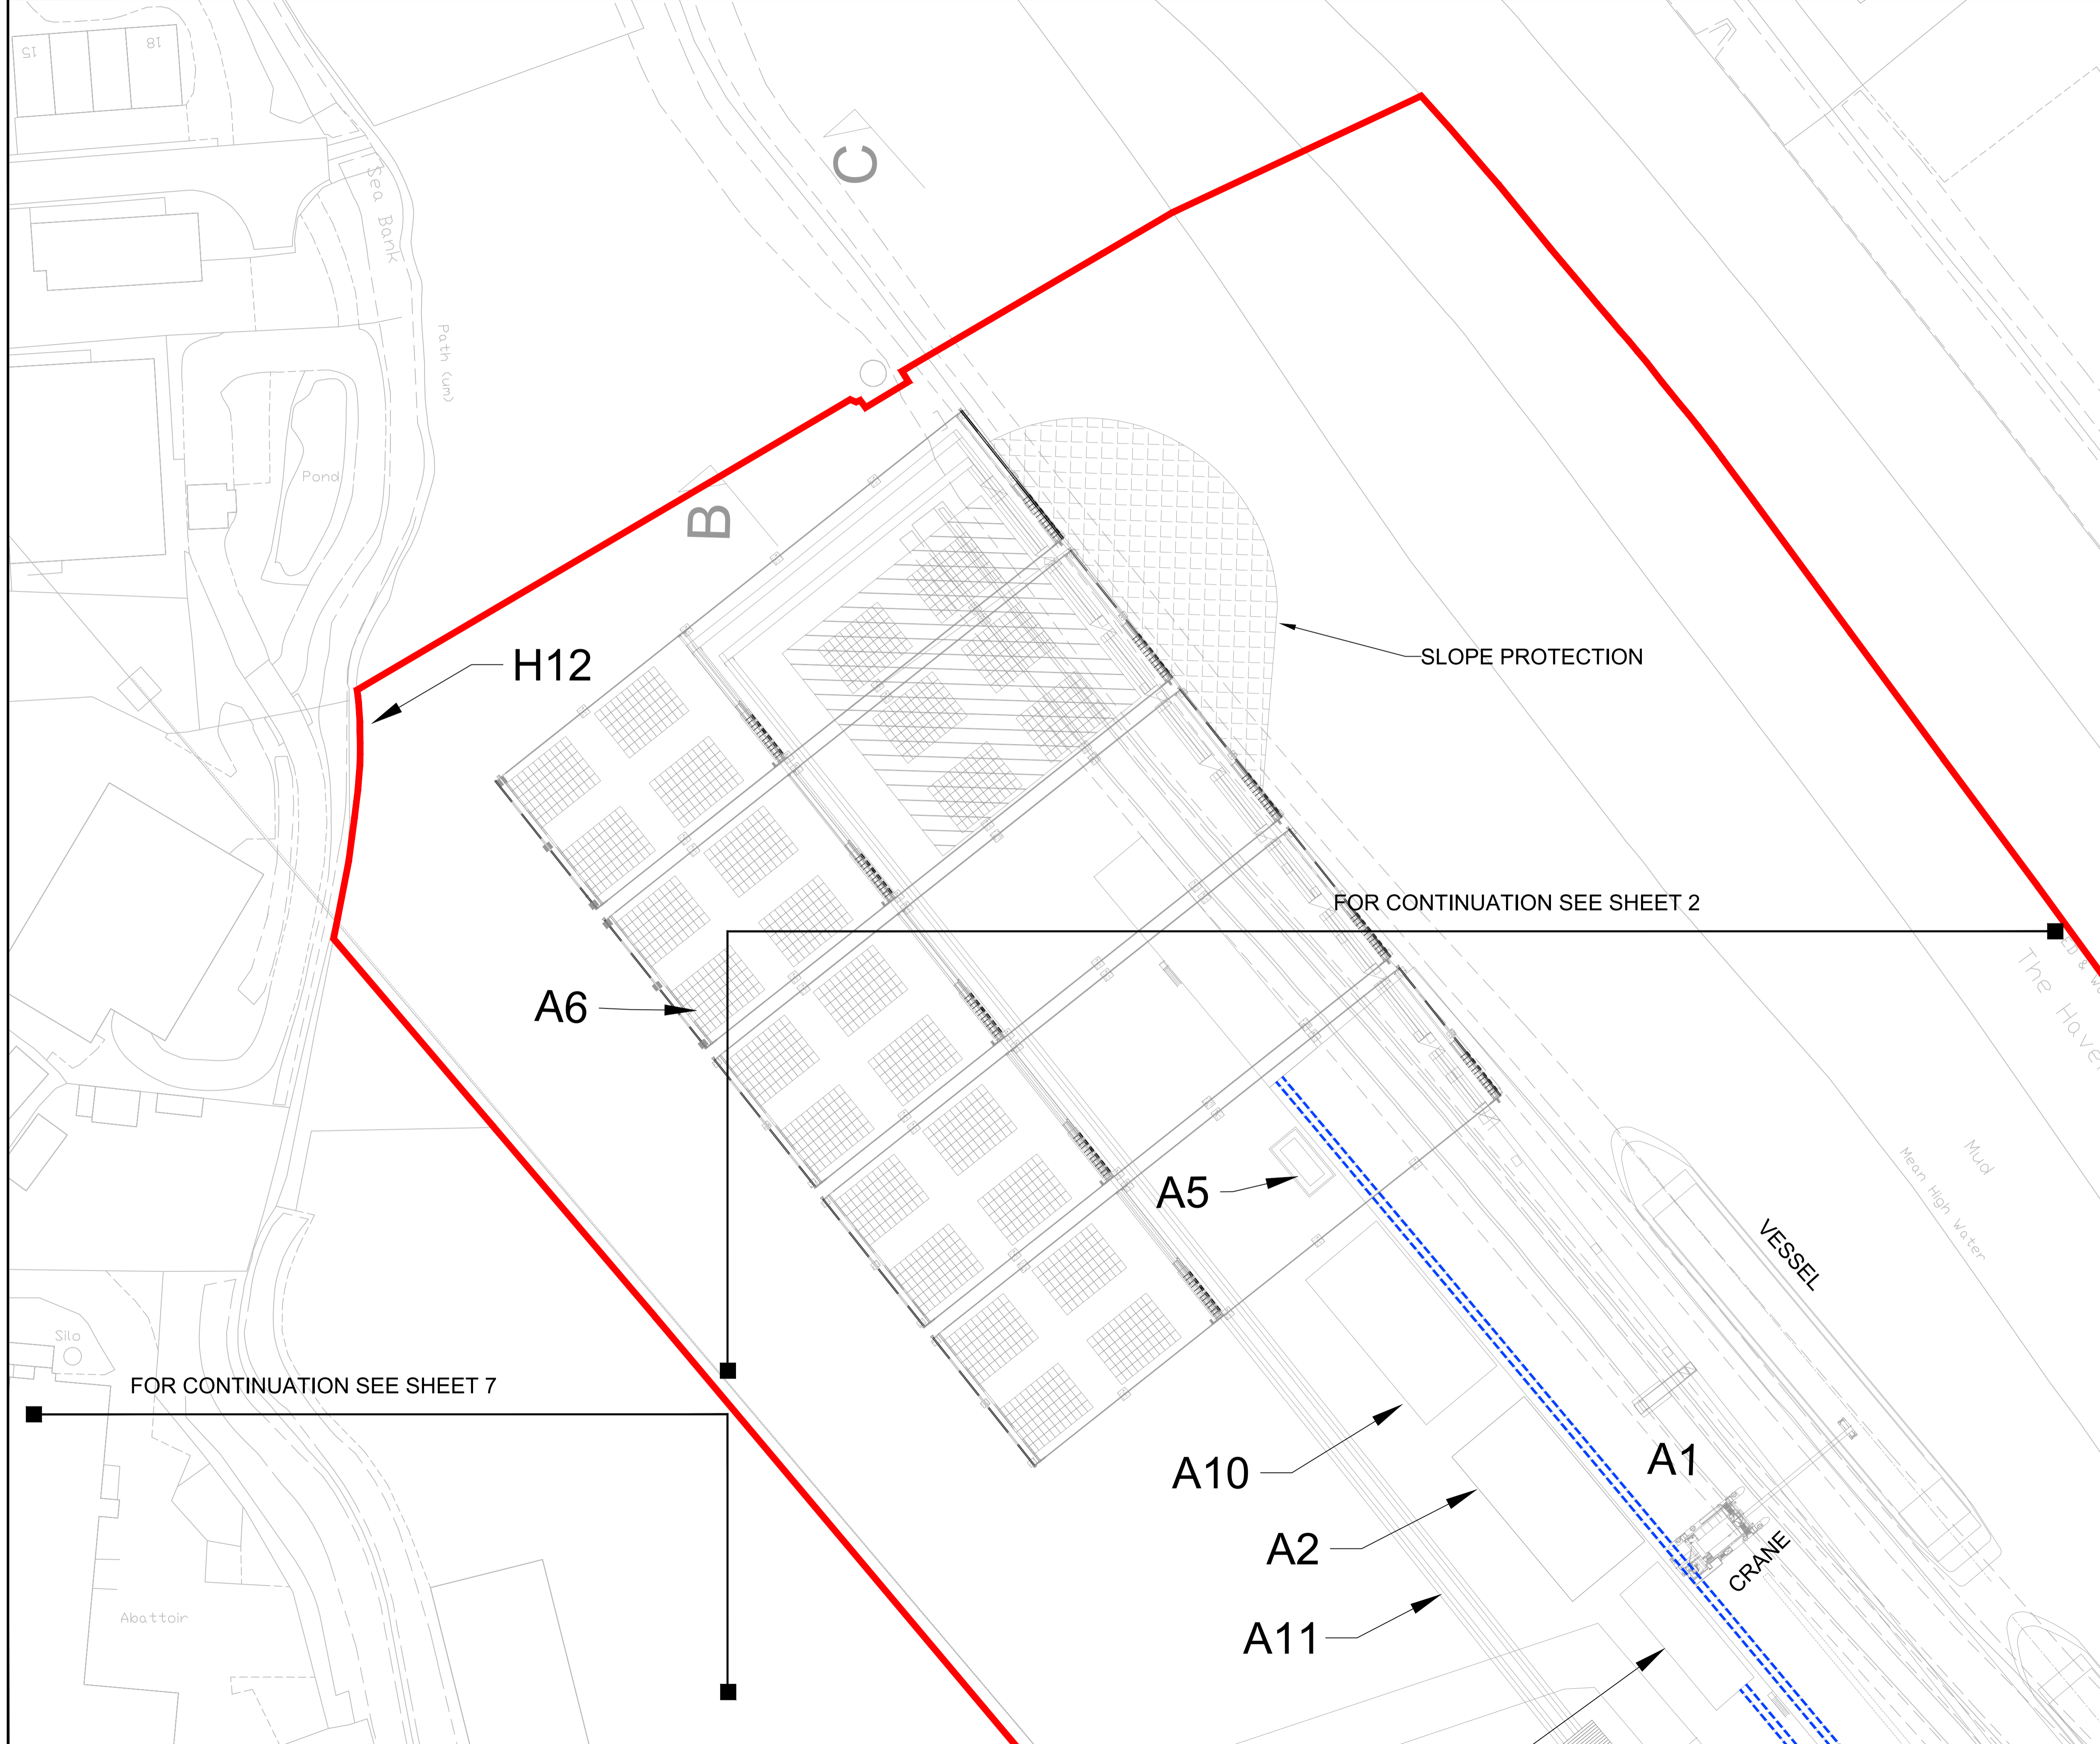 15
18
C
Sea Bank
Path (um)
Pond
B
H12
SLOPE PROTECTION
FOR CONTINUATION SEE SHEET 2
The Haven
A6
A5
Mud
Mean High Water
VESSEL
Silo
FOR CONTINUATION SEE SHEET 7
A10
A1
A2
CRANE
A11
Abattoir